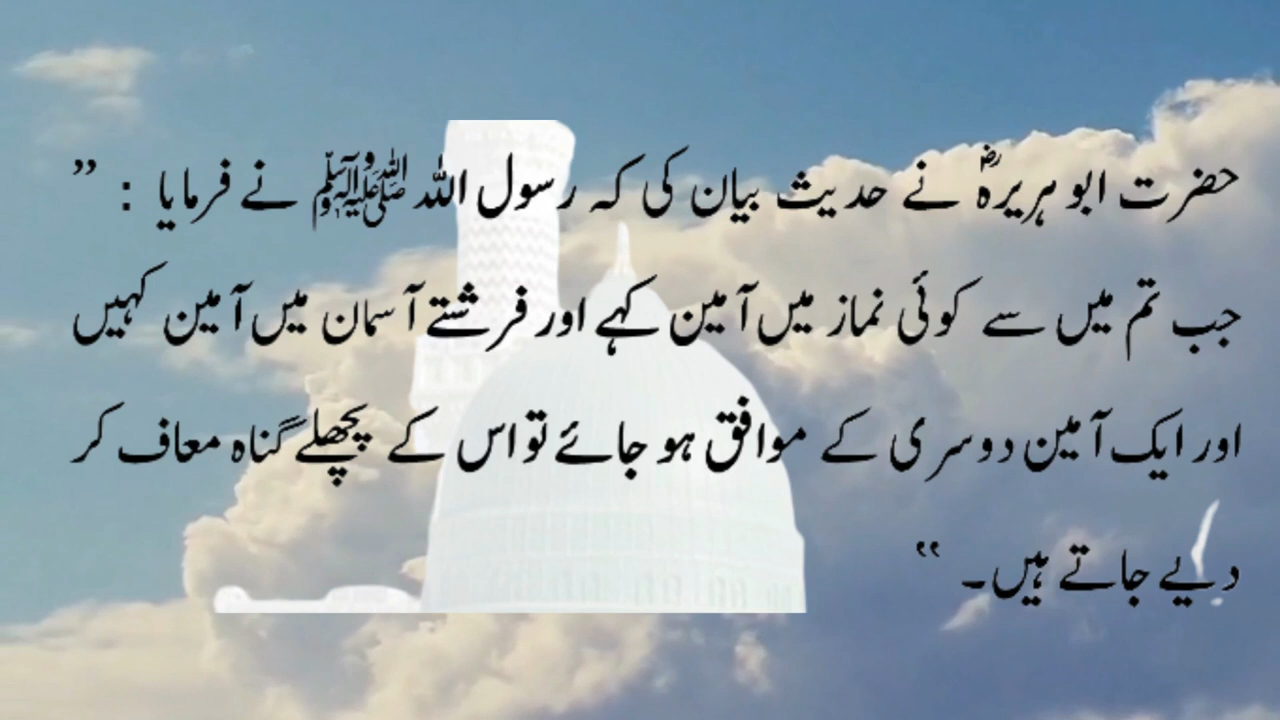 حضرت ابو ہریرہؓ نے حدیث بیان کی کہ رسول اللہ ﷺ نے فرمایا : ”
جب تم میں سے کوئی نماز میں آمین کہے اور فرشتے آسمان میں آمین کہیں
اور ایک آمین دوسری کے موافق ہو جائے تو اس کے پچھلے گناہ معاف کر
دیے جاتے ہیں۔ “